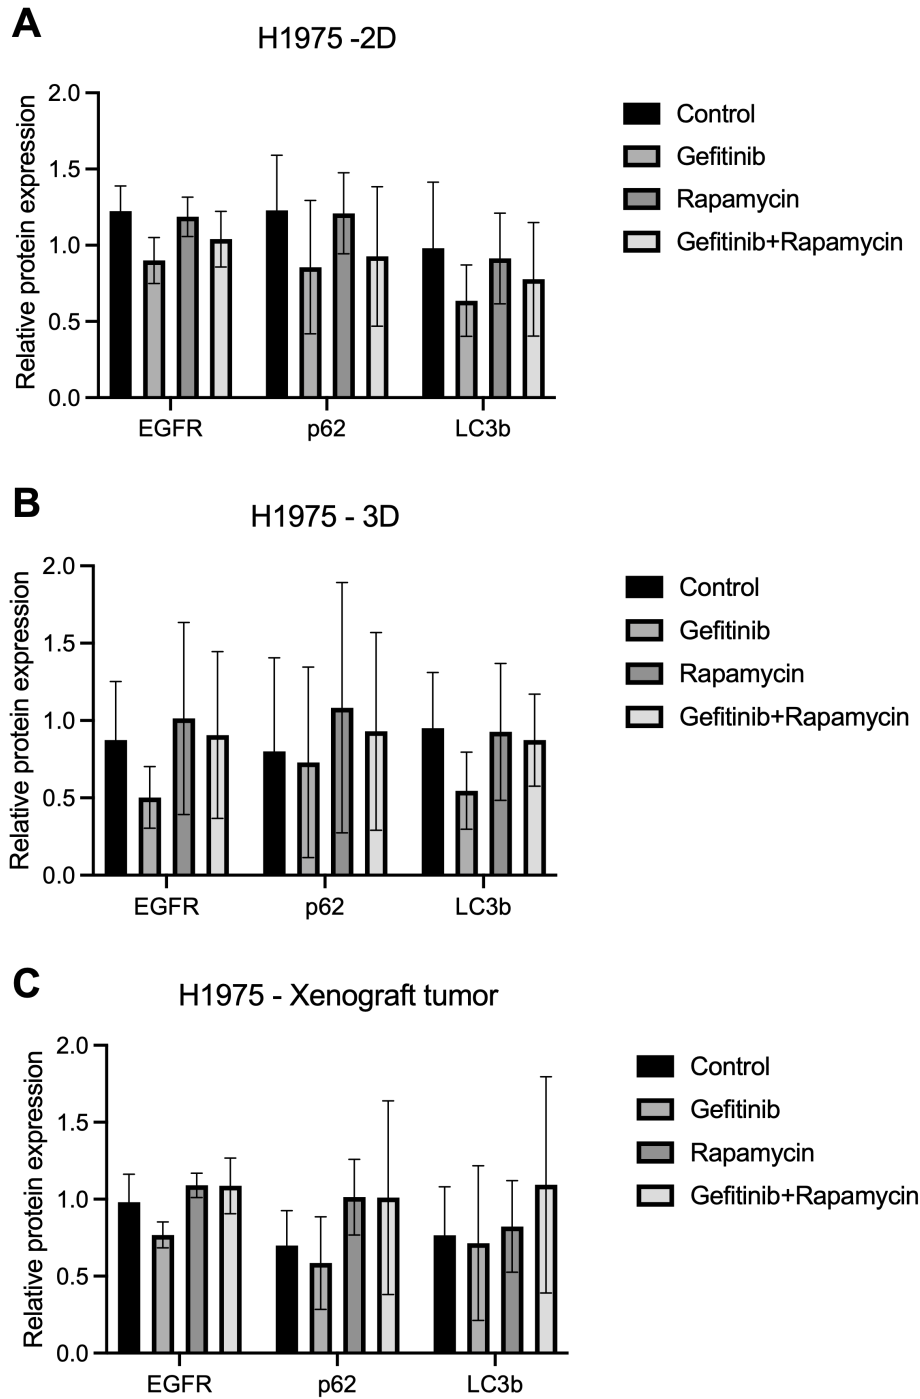 A
H1975 -2D
Relative protein expression
2.0
1.5
1.0
0.5
0.0
EGFR
p62
LC3b
Control
Gefitinib
Rapamycin
Gefitinib+Rapamycin
B
H1975 - 3D
Relative protein expression
2.0
1.5
1.0
0.5
0.0
EGFR
p62
LC3b
Control
Gefitinib
Rapamycin
Gefitinib+Rapamycin
C
H1975 - Xenograft tumor
Relative protein expression
2.0
1.5
1.0
0.5
0.0
EGFR
p62
LC3b
Control
Gefitinib
Rapamycin
Gefitinib+Rapamycin